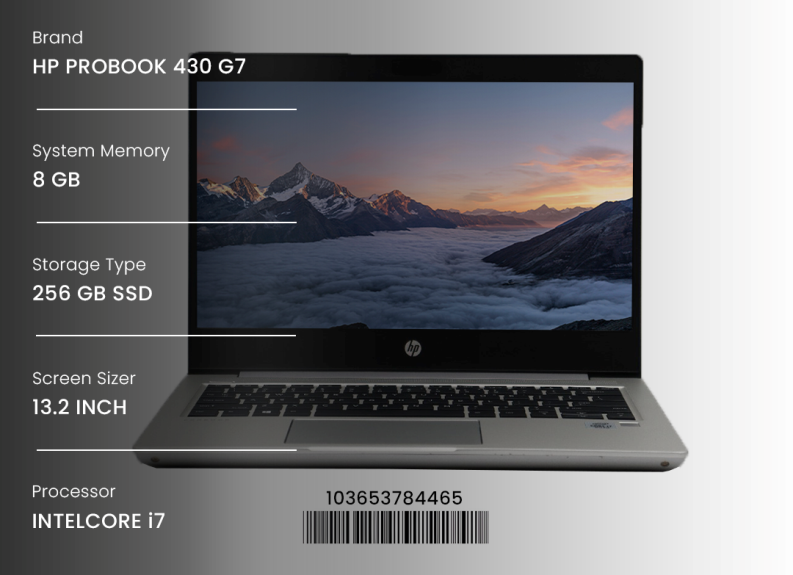 Brand
HP PROBOOK 430 G7
System Memory
8 GB
Storage Type
256 GB SSD
Screen Sizer
13.2 INCH
Processor
INTELCORE i7
hp
103653784465